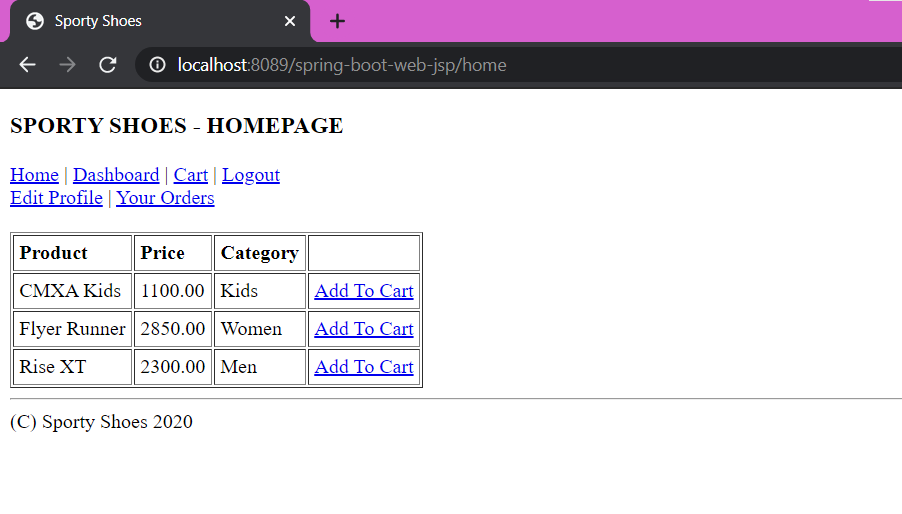 Sporty Shoes
localhost:8089/spring-boot-web-jsp/home
SPORTY SHOES - HOMEPAGE
Home | Dashboard | Cart | Logout
Edit Profile | Your Orders
Product Price Category
CMXA Kids 1100.00 Kids Add To Cart
Flyer Runner 2850.00 Women Add To Cart
Rise XT 2300.00 Men Add To Cart
(C) Sporty Shoes 2020